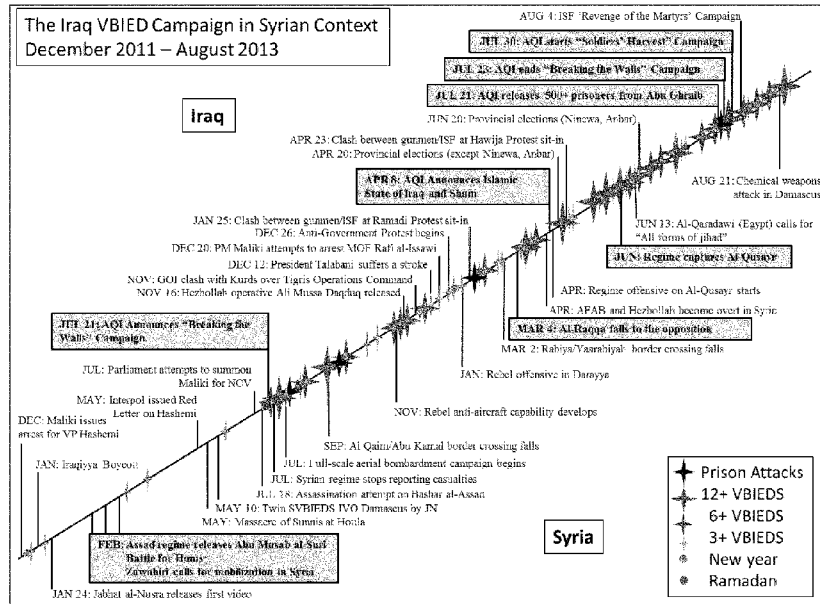 The Iraq VBIED Campaign in Syrian Context
December 2011 – August 2013
AUG 4: ISF 'Revenge of the Martyrs' Campaign
JUL 30: AQI starts "Soldiers' Harvest" Campaign
JUL 23: AQI ends "Breaking the Walls" Campaign
JUL 21: AQI releases 500+ prisoners from Abu Ghraib
Iraq
JUN 20: Provincial elections (Ninewa, Anbar)
APR 23: Clash between gunmen/ISF at Hawija Protest sit-in
APR 20: Provincial elections (except Ninewa, Anbar)
APR 8: AQI Announces Islamic
State of Iraq and Sham
JAN 25: Clash between gunmen/ISF at Ramadi Protest sit-in
DEC 26: Anti-Government Protest begins
DEC 20: PM Maliki attempts to arrest MOF Rafi al-Issawi
DEC 12: President Talabani suffers a stroke
NOV: GOI clash with Kurds over Tigris Operations Command
NOV 16: Hezbollah operative Ali Mussa Daqduq released
JUL 21: AQI Announces "Breaking the
Walls" Campaign
JUL: Parliament attempts to summon
Maliki for NCV
MAY: Interpol issued Red
Letter on Hashemi
DEC: Maliki issues
arrest for VP Hashemi
JAN: Iraqiyya Boycott
AUG 21: Chemical weapons
attack in Damascus
JUN 13: Al-Qaradawi (Egypt) calls for
"All forms of jihad"
JUN: Regime captures Al Qusayr
APR: Regime offensive on Al-Qusayr starts
APR: AFAB and Hezbollah become overt in Syria
MAR 4: Al-Raqqa falls to the opposition
MAR 2: Rabiya/Yaarabiyah border crossing falls
JAN: Rebel offensive in Darayya
NOV: Rebel anti-aircraft capability develops
SEP: Al Qaim/Abu Kamal border crossing falls
JUL: Full-scale aerial bombardment campaign begins
JUL: Syrian regime stops reporting casualties
JUL 18: Assassination attempt on Bashar al-Assan
MAY 10: Twin SVBIEDS IVO Damascus by JN
MAY: Massacre of Sunnis at Houla
FEB: Assad regime releases Abu Musab al-Suri
Battle for Homs
Zawahiri calls for mobilization in Syria
JAN 24: Jabhat al-Nusra releases first video
Syria
Prison Attacks
12+ VBIEDS
6+ VBIEDS
3+ VBIEDS
New year
Ramadan